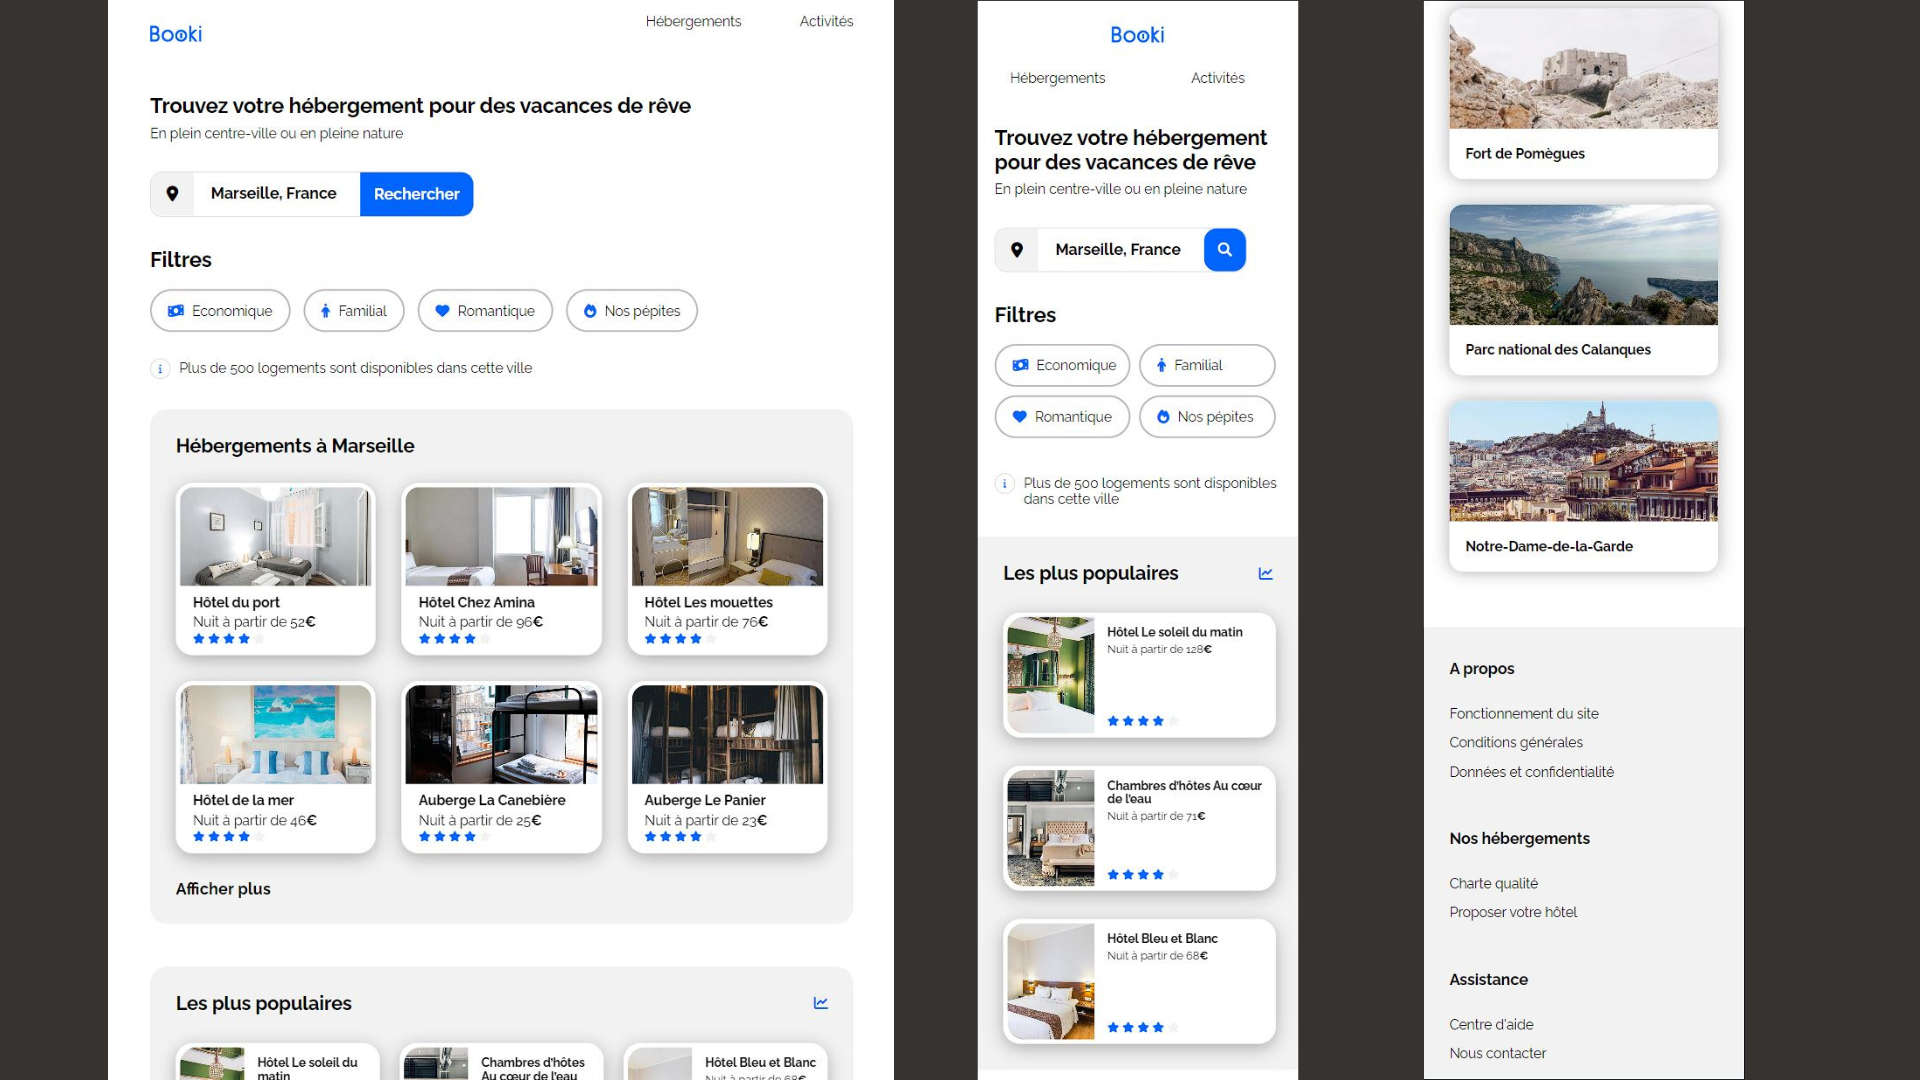 Booki
Hébergements
Activités
Trouvez votre hébergement pour des vacances de rêve
En plein centre-ville ou en pleine nature
Marseille, France
Rechercher
Filtres
Economique
Familial
Romantique
Nos pépites
Plus de 500 logements sont disponibles dans cette ville
Hébergements à Marseille
Hôtel du port
Nuit à partir de 52€
Hôtel Chez Amina
Nuit à partir de 96€
Hôtel Les mouettes
Nuit à partir de 76€
Hôtel de la mer
Nuit à partir de 46€
Auberge La Canebière
Nuit à partir de 25€
Auberge Le Panier
Nuit à partir de 23€
Afficher plus
Les plus populaires
Hôtel Le soleil du
matin
Chambres d'hôtes
Au cœur de l'eau
Hôtel Bleu et Blanc
Nuit à partir de 68€
Booki
Hébergements
Activités
Trouvez votre hébergement
pour des vacances de rêve
En plein centre-ville ou en pleine nature
Marseille, France
Filtres
Economique
Familial
Romantique
Nos pépites
Plus de 500 logements sont disponibles
dans cette ville
Les plus populaires
Hôtel Le soleil du matin
Nuit à partir de 128€
Chambres d'hôtes Au cœur
de l'eau
Nuit à partir de 71€
Hôtel Bleu et Blanc
Nuit à partir de 68€
Fort de Pomègues
Parc national des Calanques
Notre-Dame-de-la-Garde
A propos
Fonctionnement du site
Conditions générales
Données et confidentialité
Nos hébergements
Charte qualité
Proposer votre hôtel
Assistance
Centre d'aide
Nous contacter